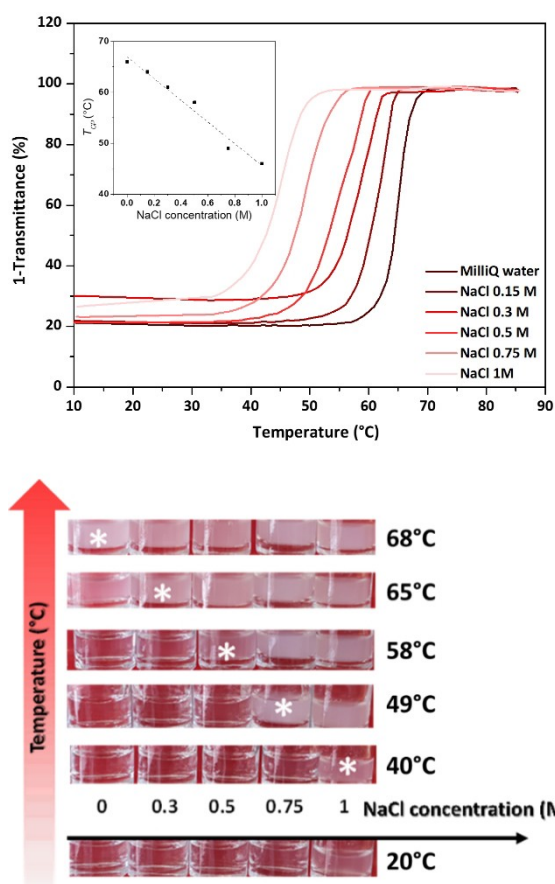 120
100
80
60
40
20
0
1-Transmittance (%)
70
60
50
40
T_CP (°C)
0.0 0.2 0.4 0.6 0.8 1.0
NaCl concentration (M)
MilliQ water
NaCl 0.15 M
NaCl 0.3 M
NaCl 0.5 M
NaCl 0.75 M
NaCl 1M
10 20 30 40 50 60 70 80 90
Temperature (°C)
Temperature (°C)
* 68°C
* 65°C
* 58°C
* 49°C
* 40°C
0 0.3 0.5 0.75 1 NaCl concentration (M
20°C